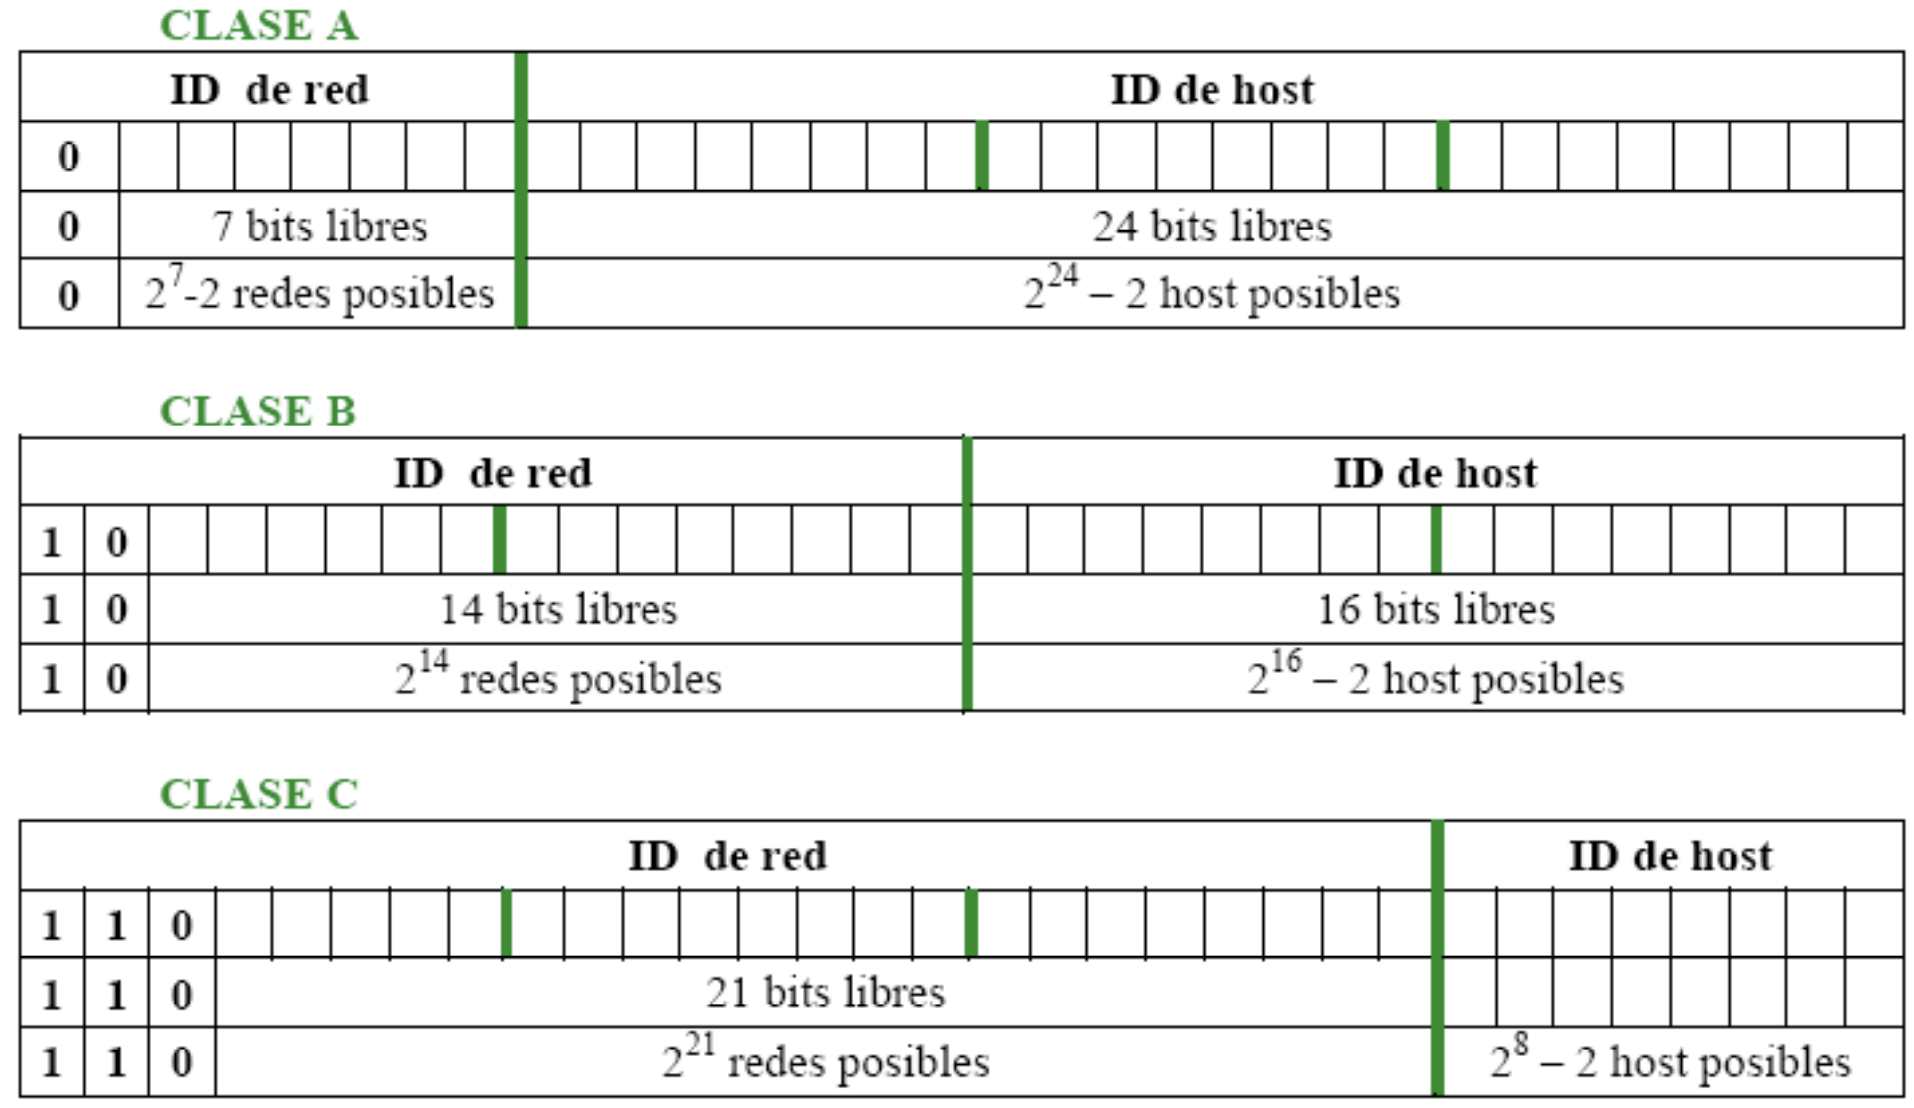 CLASE A
ID de red ID de host
0
0 7 bits libres 24 bits libres
0 2^7-2 redes posibles 2^24 – 2 host posibles
CLASE B
ID de red ID de host
1 0
1 0 14 bits libres 16 bits libres
1 0 2^14 redes posibles 2^16 – 2 host posibles
CLASE C
ID de red ID de host
1 1 0
1 1 0 21 bits libres
1 1 0 2^21 redes posibles 2^8 – 2 host posibles